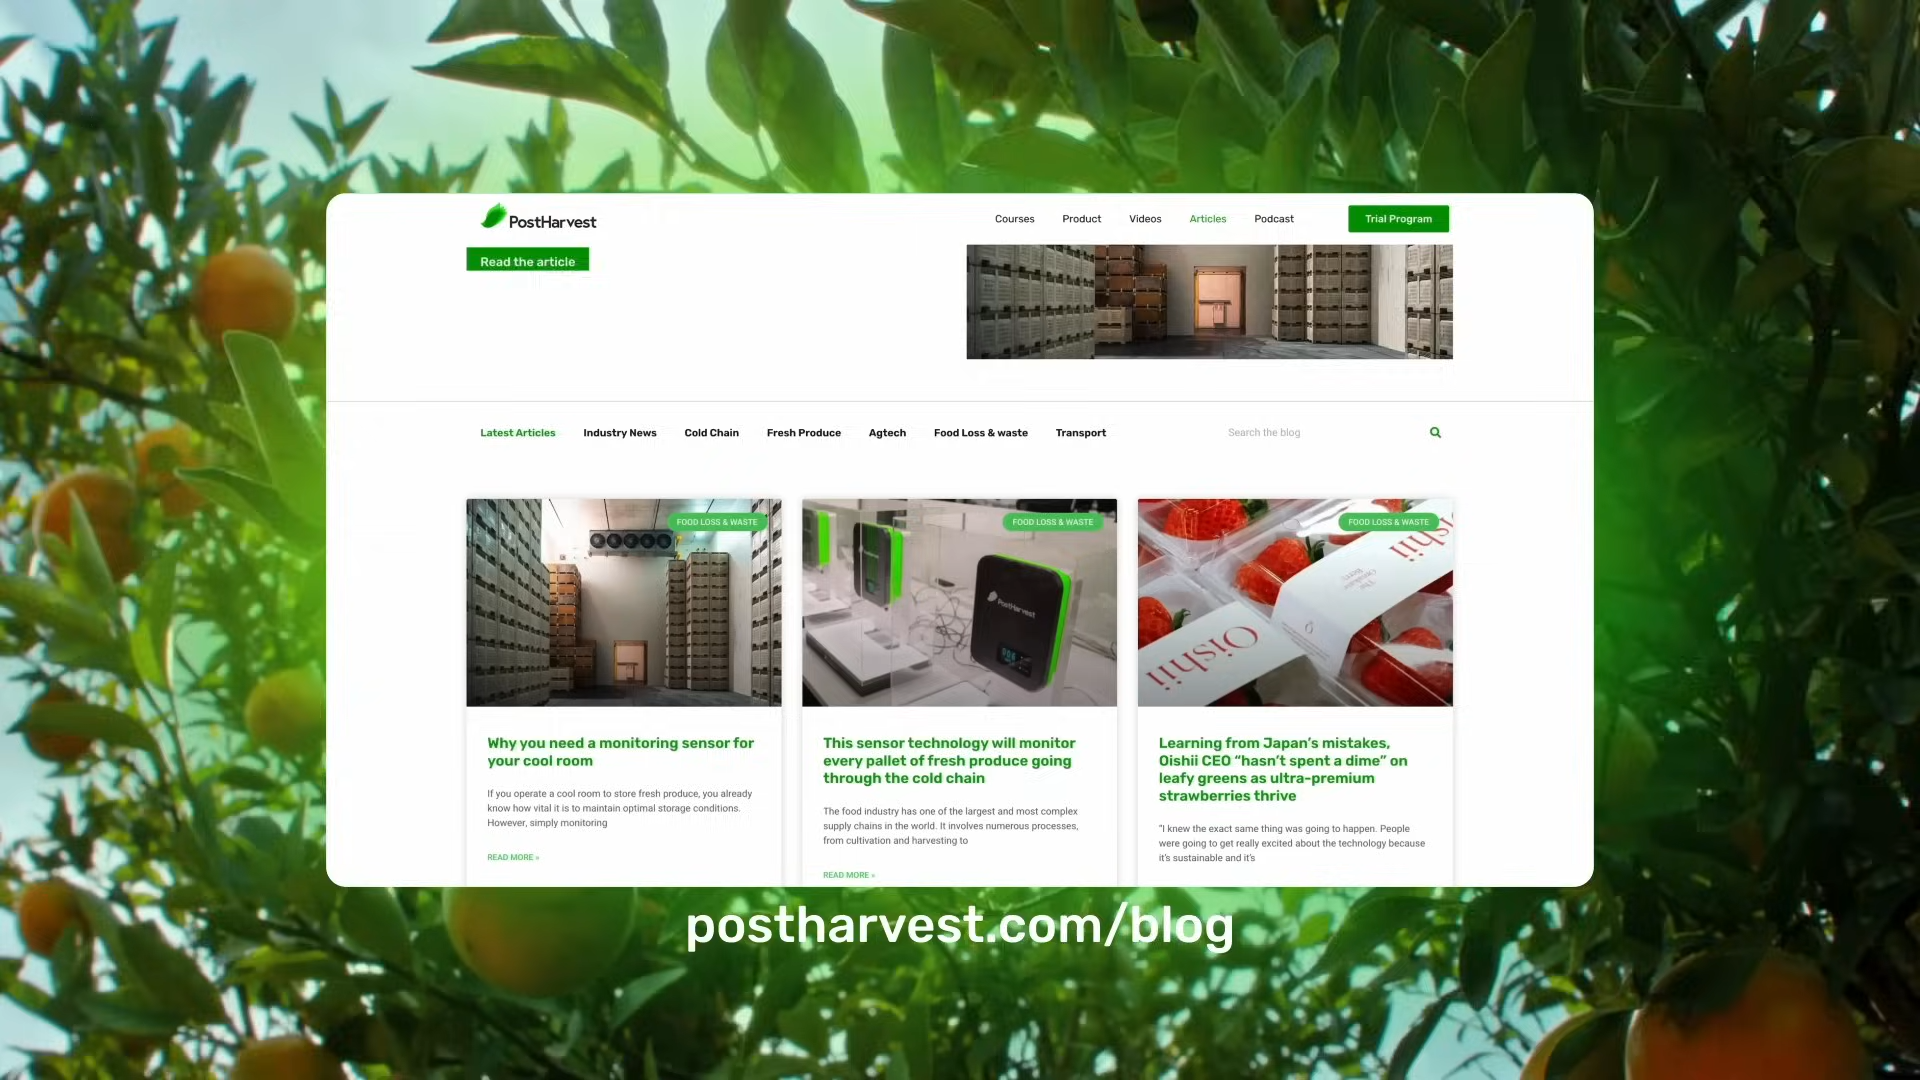 PostHarvest
Courses
Product
Videos
Articles
Podcast
Trial Program
Read the article
Latest Articles
Industry News
Cold Chain
Fresh Produce
Agtech
Food Loss & waste
Transport
Search the blog
FOOD LOSS & WASTE
Why you need a monitoring sensor for
your cool room
If you operate a cool room to store fresh produce, you already
know how vital it is to maintain optimal storage conditions.
However, simply monitoring
READ MORE »
FOOD LOSS & WASTE
PostHarvest
PostHarvest
This sensor technology will monitor
every pallet of fresh produce going
through the cold chain
The food industry has one of the largest and most complex
supply chains in the world. It involves numerous processes,
from cultivation and harvesting to
READ MORE »
FOOD LOSS & WASTE
Oishii
The
Berry
Oishii
Learning from Japan’s mistakes,
Oishii CEO “hasn’t spent a dime” on
leafy greens as ultra-premium
strawberries thrive
“I knew the exact same thing was going to happen. People
were going to get really excited about the technology because
it’s sustainable and it’s
postharvest.com/blog